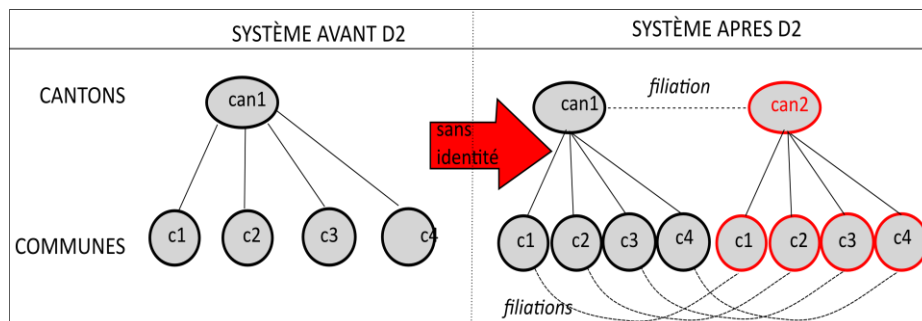 SYSTÈME AVANT D2
SYSTÈME APRES D2
CANTONS
can1
can1
filiation
can2
sans
identité
COMMUNES
c1
c2
c3
c4
c1
c2
c3
c4
c1
c2
c3
c4
filiations